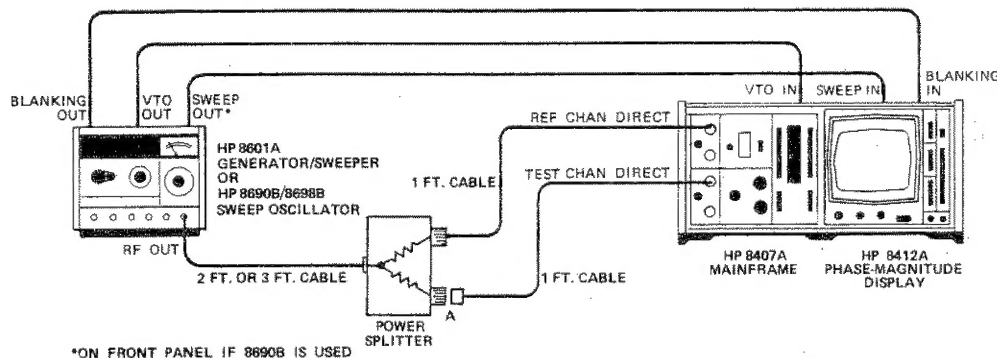 BLANKING
OUT
VTO
OUT
SWEEP
OUT*
HP 8601A
GENERATOR/SWEEPER
OR
HP 8690B/8698B
SWEEP OSCILLATOR
RF OUT
2 FT. OR 3 FT. CABLE
POWER
SPLITTER
A
1 FT. CABLE
REF CHAN DIRECT
TEST CHAN DIRECT
1 FT. CABLE
VTO IN
SWEEP IN
BLANKING
IN
HP 8407A
MAINFRAME
HP 8412A
PHASE-MAGNITUDE
DISPLAY
*ON FRONT PANEL IF 8690B IS USED